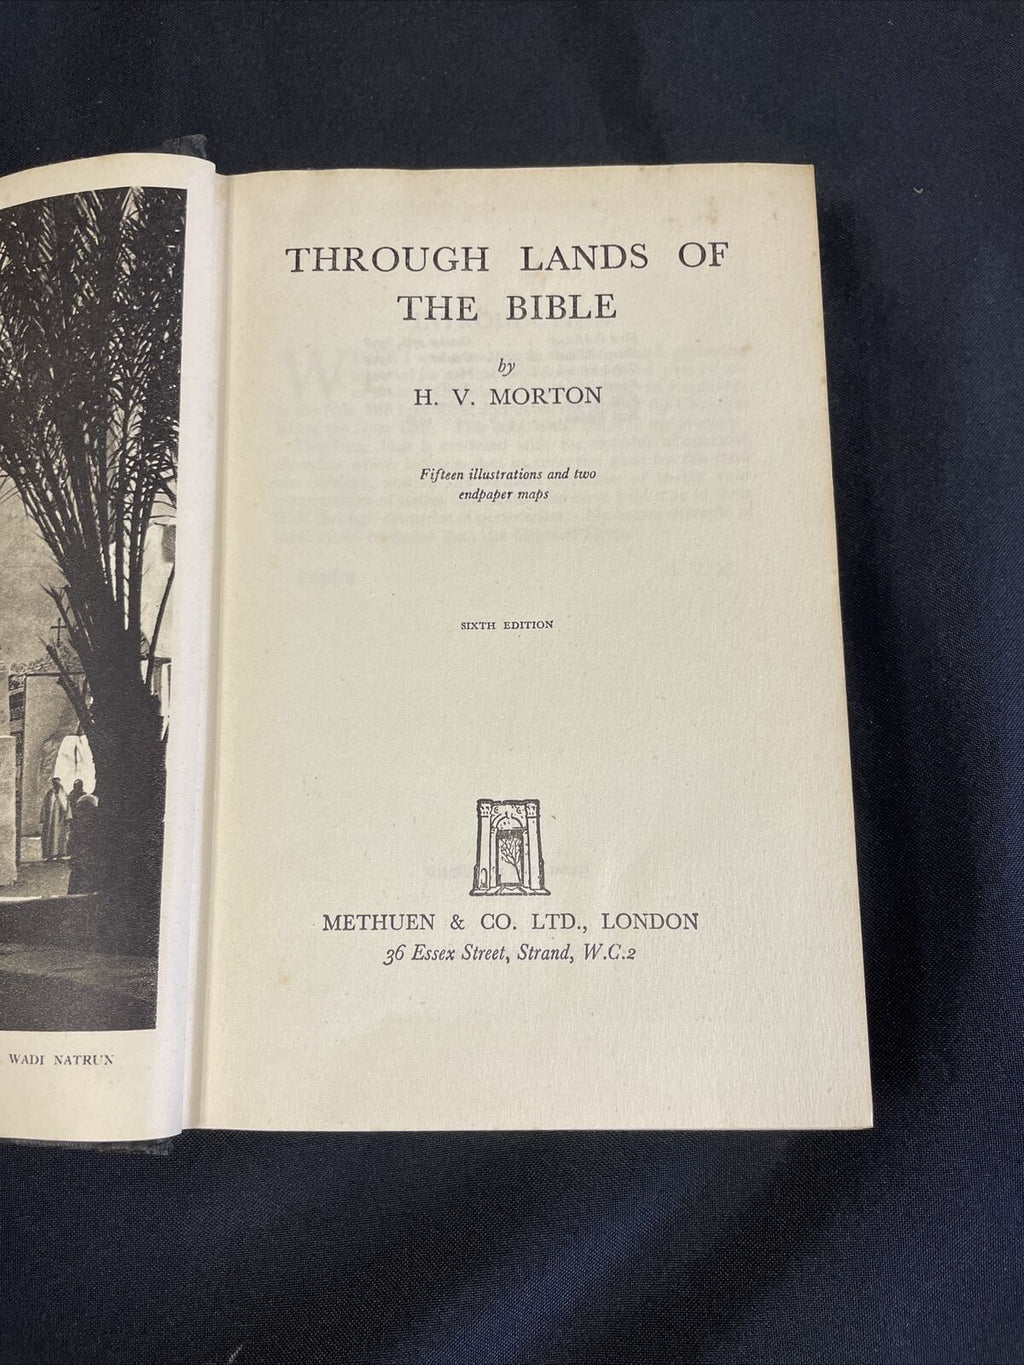 THROUGH LANDS OF
THE BIBLE
by
H. V. MORTON
Fifteen illustrations and two
endpaper maps
SIXTH EDITION
METHUEN & CO. LTD., LONDON
36 Essex Street, Strand, W.C.2
WADI NATRUN